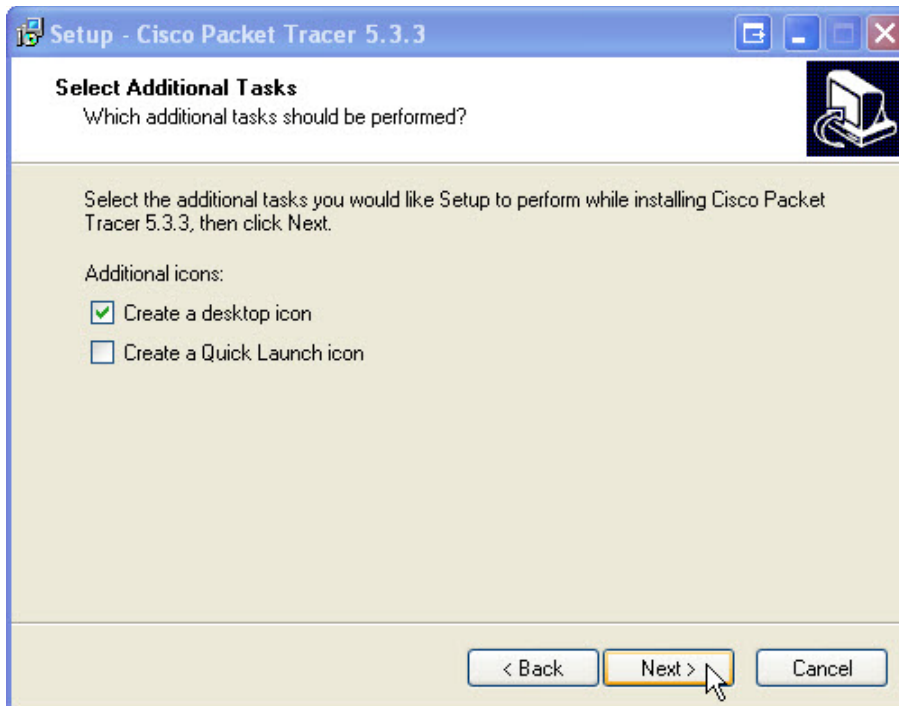 Setup - Cisco Packet Tracer 5.3.3
Select Additional Tasks
Which additional tasks should be performed?
Select the additional tasks you would like Setup to perform while installing Cisco Packet
Tracer 5.3.3, then click Next.
Additional icons:
Create a desktop icon
Create a Quick Launch icon
< Back
Next >
Cancel